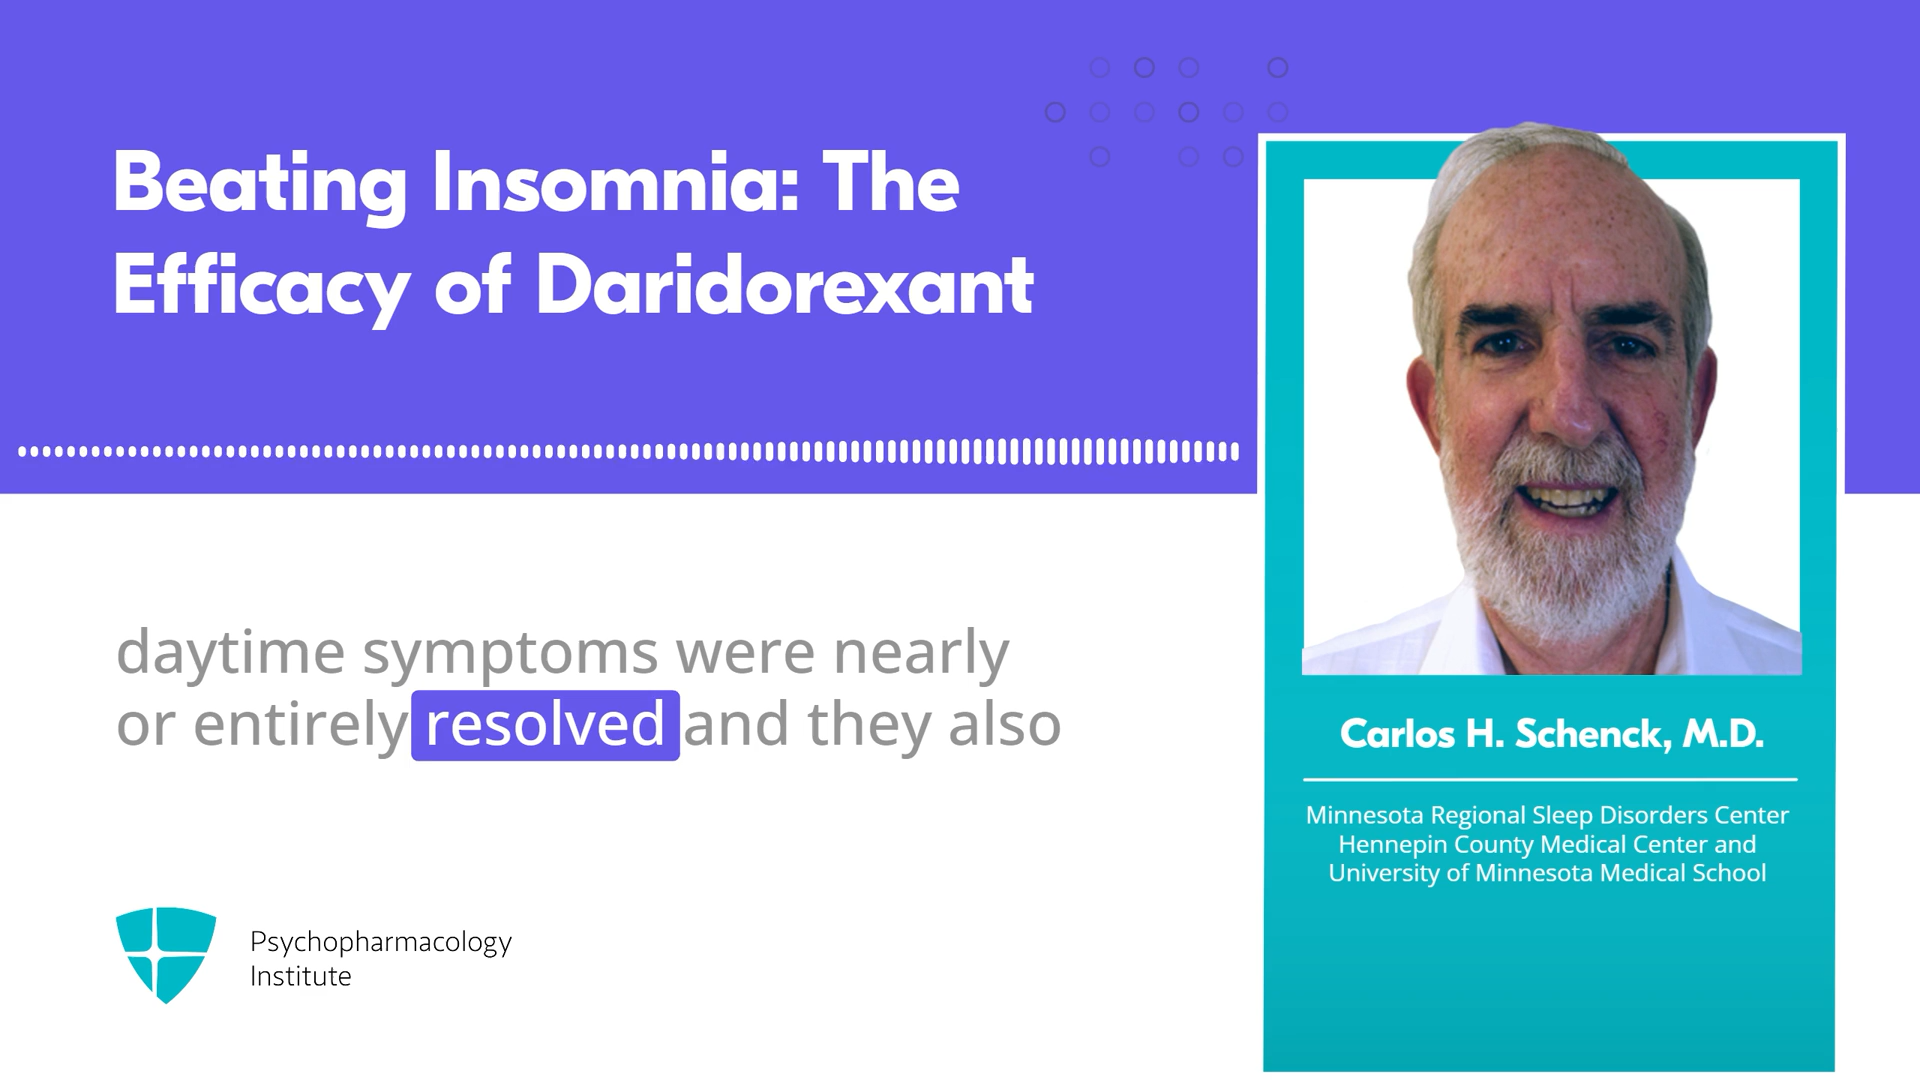 Beating Insomnia: The
Efficacy of Daridorexant
daytime symptoms were nearly
or entirely resolved and they also
Psychopharmacology
Institute
Carlos H. Schenck, M.D.
Minnesota Regional Sleep Disorders Center
Hennepin County Medical Center and
University of Minnesota Medical School